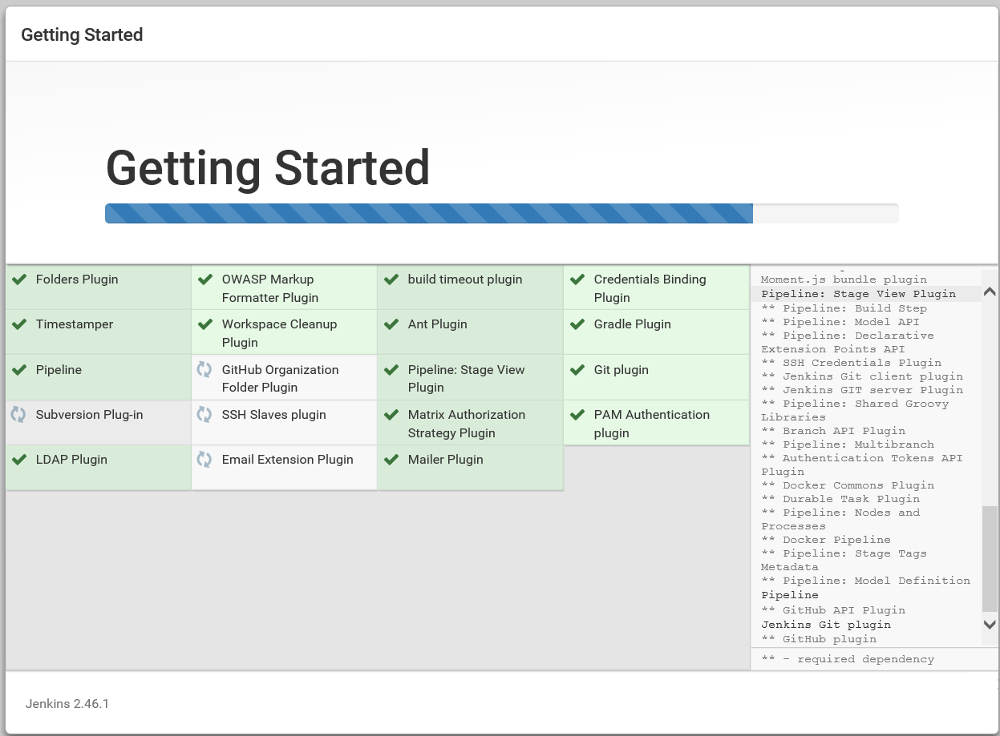 Getting Started
Getting Started
Folders Plugin
OWASP Markup
Formatter Plugin
build timeout plugin
Credentials Binding
Plugin
Timestamper
Workspace Cleanup
Plugin
Ant Plugin
Gradle Plugin
Pipeline
GitHub Organization
Folder Plugin
Pipeline: Stage View
Plugin
Git plugin
Subversion Plug-in
SSH Slaves plugin
Matrix Authorization
Strategy Plugin
PAM Authentication
plugin
LDAP Plugin
Email Extension Plugin
Mailer Plugin
Moment.js bundle plugin
Pipeline: Stage View Plugin
** Pipeline: Build Step
** Pipeline: Model API
** Pipeline: Declarative
Extension Points API
** SSH Credentials Plugin
** Jenkins Git client plugin
** Jenkins GIT server Plugin
** Pipeline: Shared Groovy
Libraries
** Branch API Plugin
** Pipeline: Multibranch
** Authentication Tokens API
Plugin
** Docker Commons Plugin
** Durable Task Plugin
** Pipeline: Nodes and
Processes
** Docker Pipeline
** Pipeline: Stage Tags
Metadata
** Pipeline: Model Definition
Pipeline
** GitHub API Plugin
Jenkins Git plugin
** GitHub plugin
** - required dependency
Jenkins 2.46.1